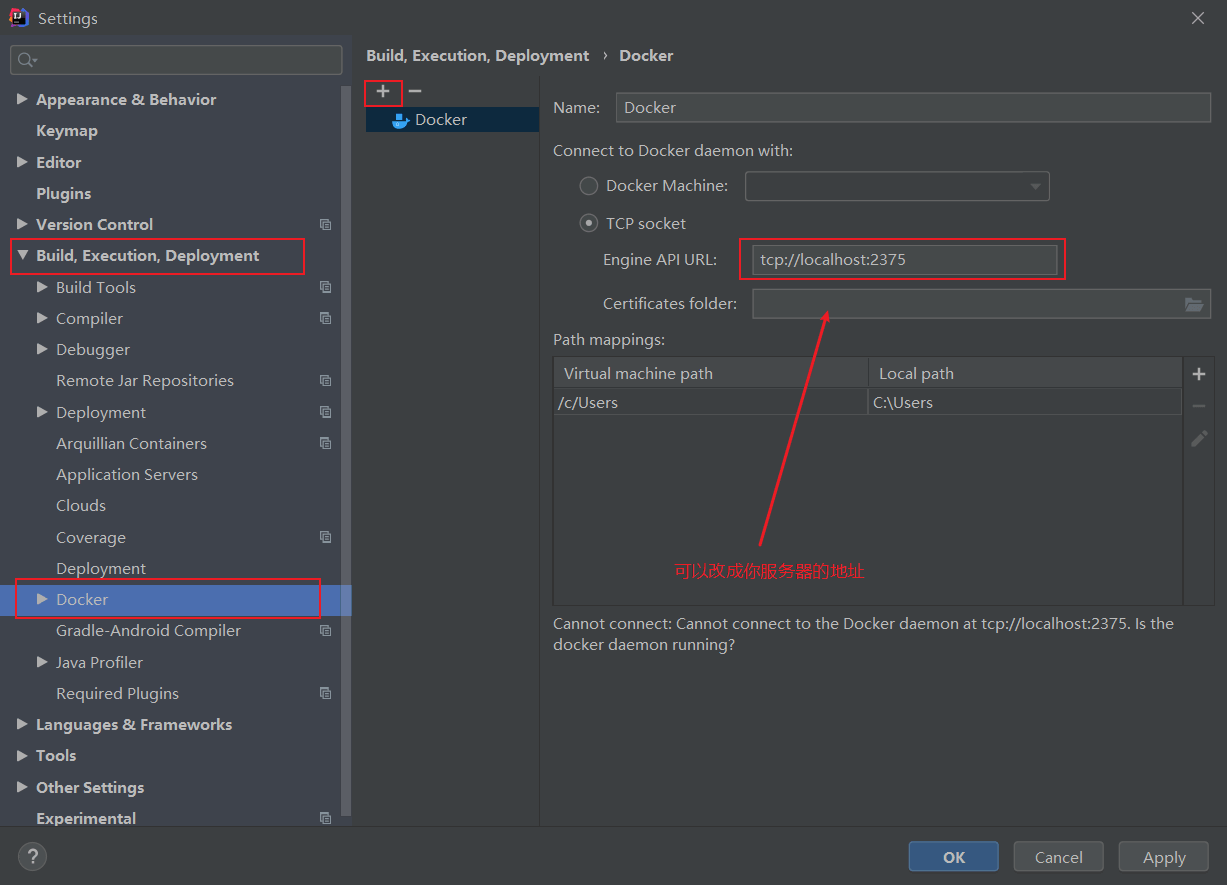 Settings
Appearance & Behavior
Keymap
Editor
Plugins
Version Control
Build, Execution, Deployment
Build Tools
Compiler
Debugger
Remote Jar Repositories
Deployment
Arquillian Containers
Application Servers
Clouds
Coverage
Deployment
Docker
Gradle-Android Compiler
Java Profiler
Required Plugins
Languages & Frameworks
Tools
Other Settings
Experimental
Build, Execution, Deployment › Docker
Docker
Name: Docker
Connect to Docker daemon with:
Docker Machine:
TCP socket
Engine API URL: tcp://localhost:2375
Certificates folder:
Path mappings:
Virtual machine path Local path
/c/Users C:\Users
可以改成你服务器的地址
Cannot connect: Cannot connect to the Docker daemon at tcp://localhost:2375. Is the
docker daemon running?
? OK Cancel Apply